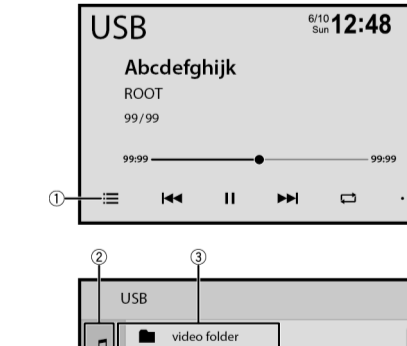 USB
6/10
Sun 12:48
Abcdefghijk
ROOT
99/99
99:99 99:99
①
② ③
USB
video folder